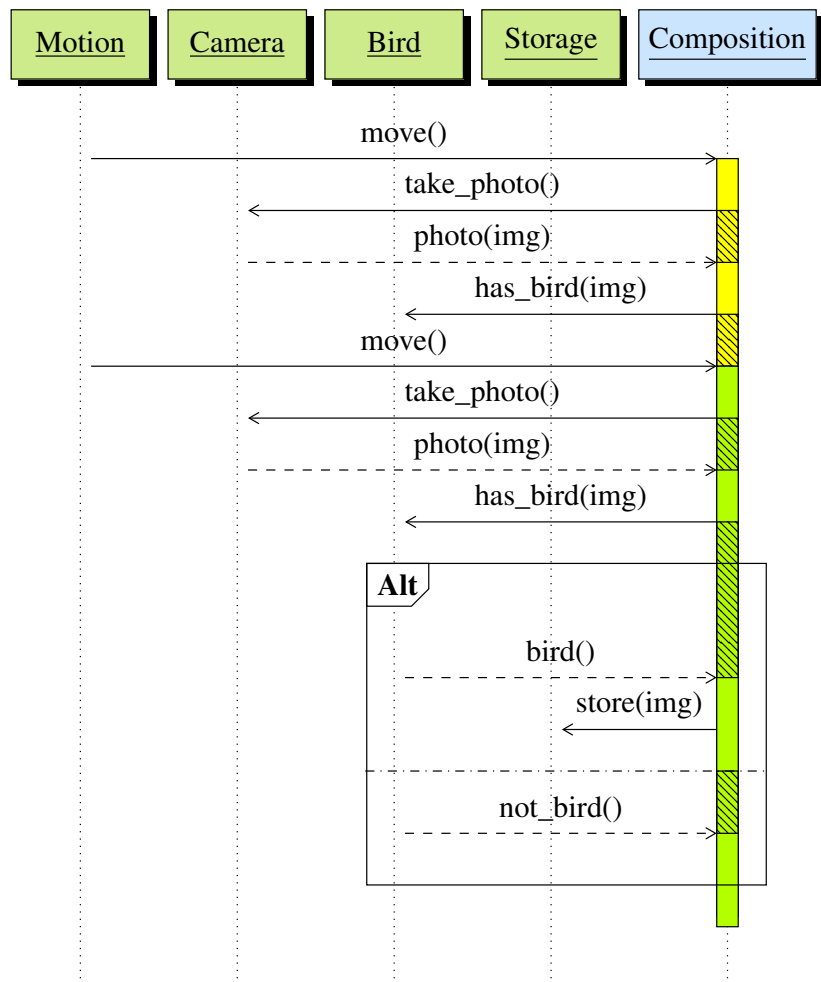 Motion
Camera
Bird
Storage
Composition
move()
take_photo()
photo(img)
has_bird(img)
move()
take_photo()
photo(img)
has_bird(img)
Alt
bird()
store(img)
not_bird()